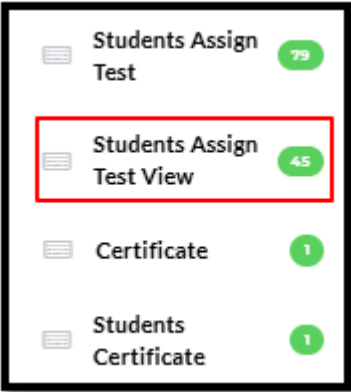 Students Assign
Test
79
Students Assign
Test View
45
Certificate
1
Students
Certificate
1